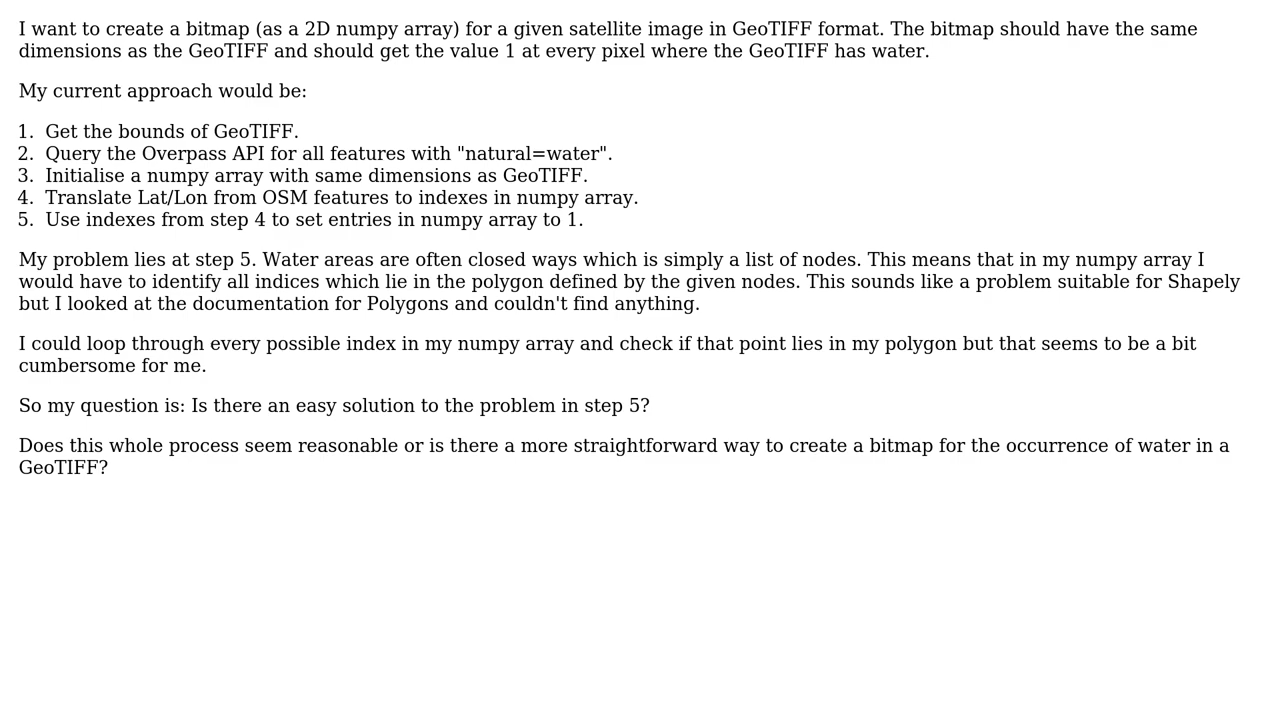 I want to create a bitmap (as a 2D numpy array) for a given satellite image in GeoTIFF format. The bitmap should have the same
dimensions as the GeoTIFF and should get the value 1 at every pixel where the GeoTIFF has water.
My current approach would be:
1. Get the bounds of GeoTIFF.
2. Query the Overpass API for all features with "natural=water".
3. Initialise a numpy array with same dimensions as GeoTIFF.
4. Translate Lat/Lon from OSM features to indexes in numpy array.
5. Use indexes from step 4 to set entries in numpy array to 1.
My problem lies at step 5. Water areas are often closed ways which is simply a list of nodes. This means that in my numpy array I
would have to identify all indices which lie in the polygon defined by the given nodes. This sounds like a problem suitable for Shapely
but I looked at the documentation for Polygons and couldn't find anything.
I could loop through every possible index in my numpy array and check if that point lies in my polygon but that seems to be a bit
cumbersome for me.
So my question is: Is there an easy solution to the problem in step 5?
Does this whole process seem reasonable or is there a more straightforward way to create a bitmap for the occurrence of water in a
GeoTIFF?